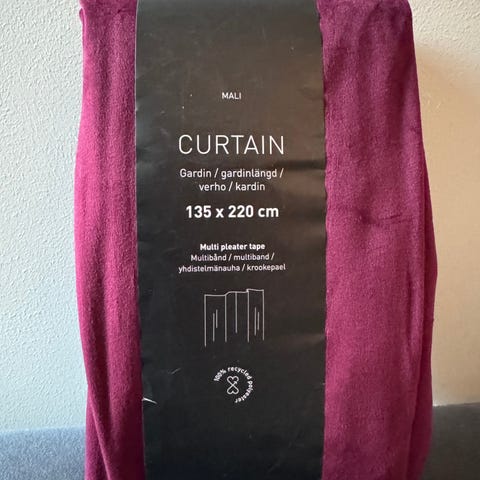 MALI
CURTAIN
Gardin / gardinlängd /
verho / kardin
135 x 220 cm
Multi pleater tape
Multibånd / multiband /
yhdistelmänauha / krookepael
100% recycled polyester